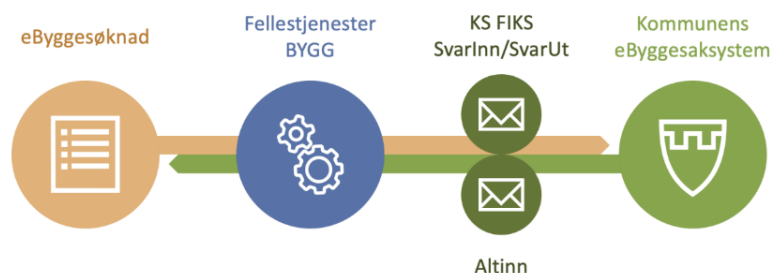 eByggesøknad
Fellestjenester
BYGG
KS FIKS
SvarInn/SvarUt
Kommunens
eByggesaksystem
Altinn